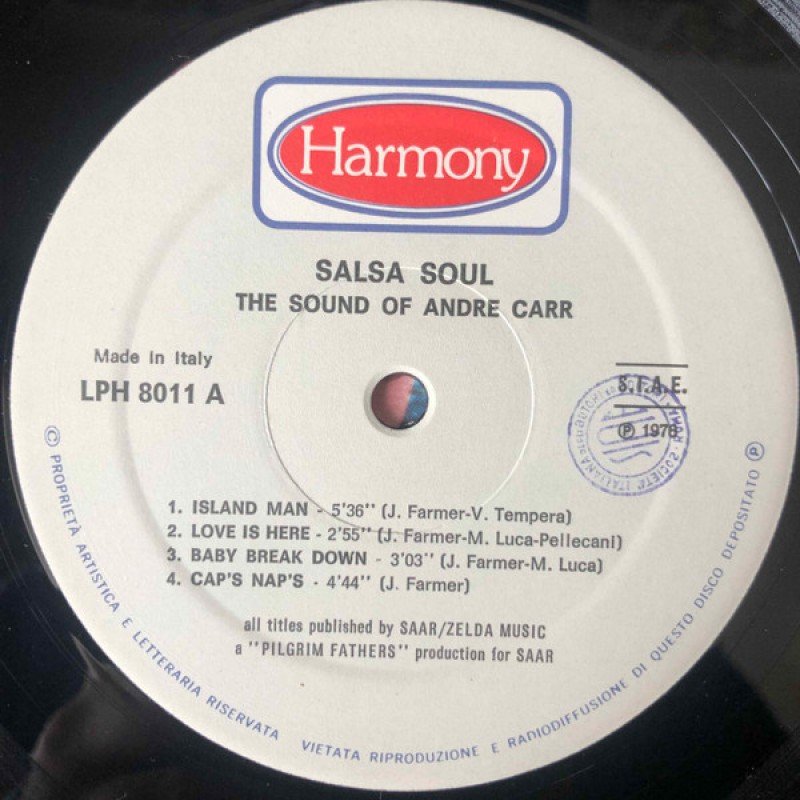 Harmony
SALSA SOUL
THE SOUND OF ANDRE CARR
Made in Italy
LPH 8011 A
S.I.A.E.
Ⓟ 1978
1. ISLAND MAN - 5'36" (J. Farmer-V. Tempera)
2. LOVE IS HERE - 2'55" (J. Farmer-M. Luca-Pellecani)
3. BABY BREAK DOWN - 3'03" (J. Farmer-M. Luca)
4. CAP'S NAP'S - 4'44" (J. Farmer)
all titles published by SAAR/ZELDA MUSIC
a "PILGRIM FATHERS" production for SAAR
© PROPRIETÀ ARTISTICA E LETTERARIA RISERVATA VIETATA RIPRODUZIONE E RADIODIFFUSIONE DI QUESTO DISCO DEPOSITATO Ⓟ